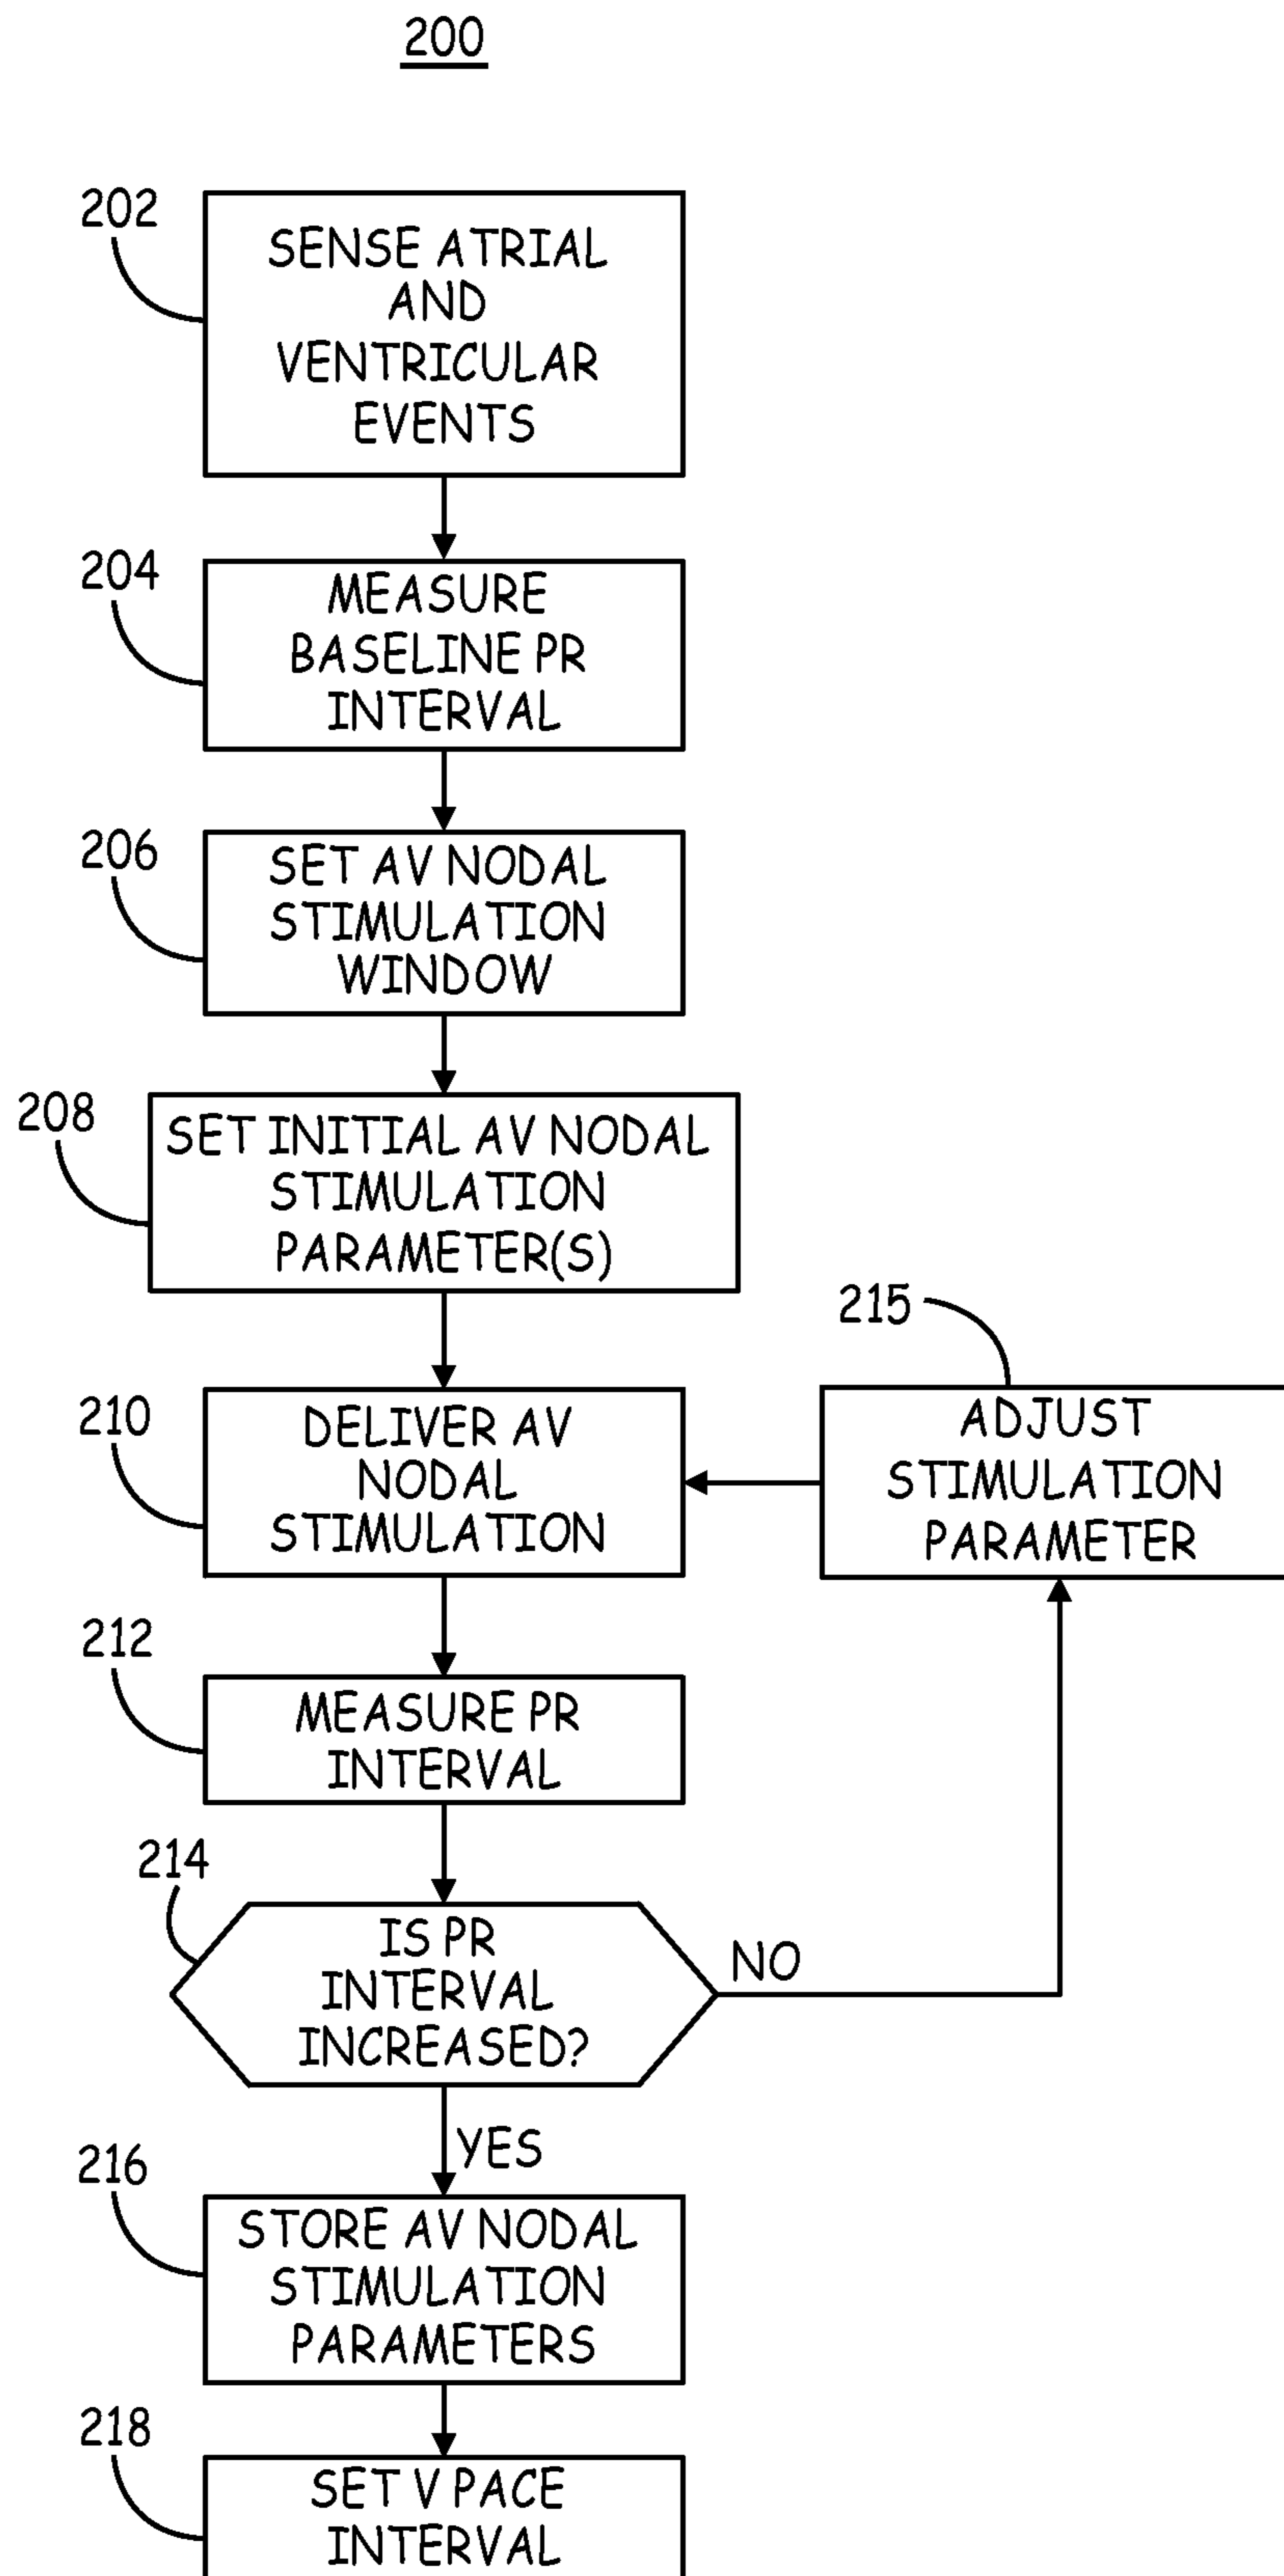 200
202
SENSE ATRIAL
AND
VENTRICULAR
EVENTS
204
MEASURE
BASELINE PR
INTERVAL
206
SET AV NODAL
STIMULATION
WINDOW
208
SET INITIAL AV NODAL
STIMULATION
PARAMETER(S)
210
DELIVER AV
NODAL
STIMULATION
215
ADJUST
STIMULATION
PARAMETER
212
MEASURE PR
INTERVAL
214
IS PR
INTERVAL
INCREASED?
NO
YES
216
STORE AV NODAL
STIMULATION
PARAMETERS
218
SET V PACE
INTERVAL